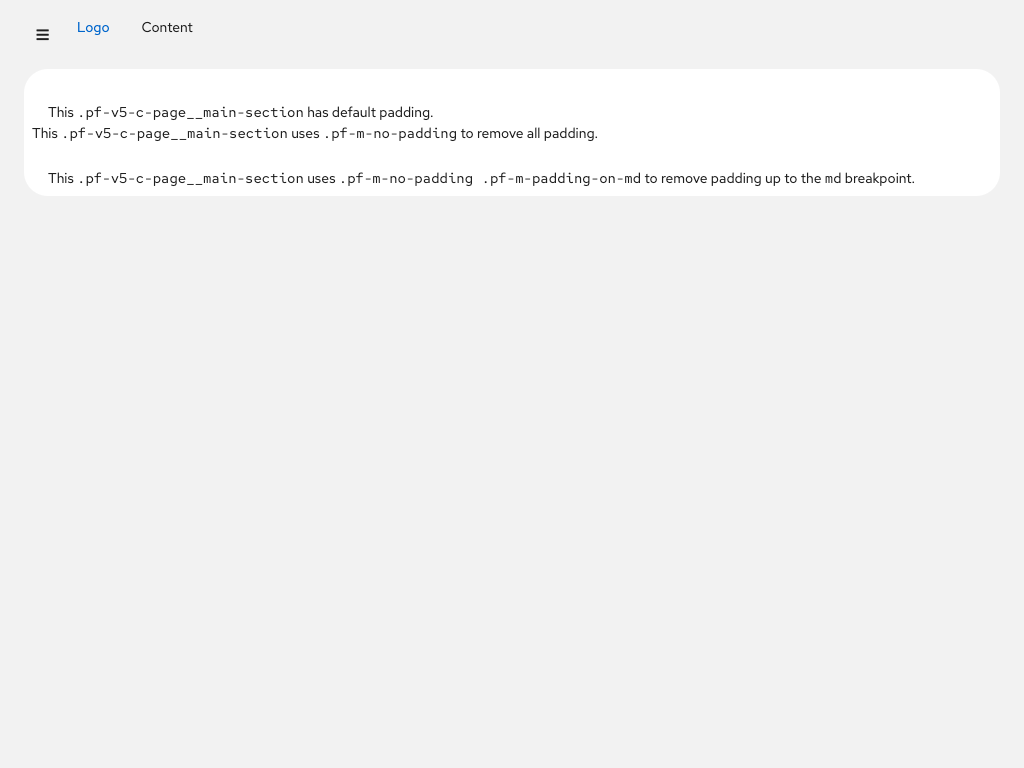 Logo Content
This .pf-v5-c-page__main-section has default padding.
This .pf-v5-c-page__main-section uses .pf-m-no-padding to remove all padding.
This .pf-v5-c-page__main-section uses .pf-m-no-padding .pf-m-padding-on-md to remove padding up to the md breakpoint.